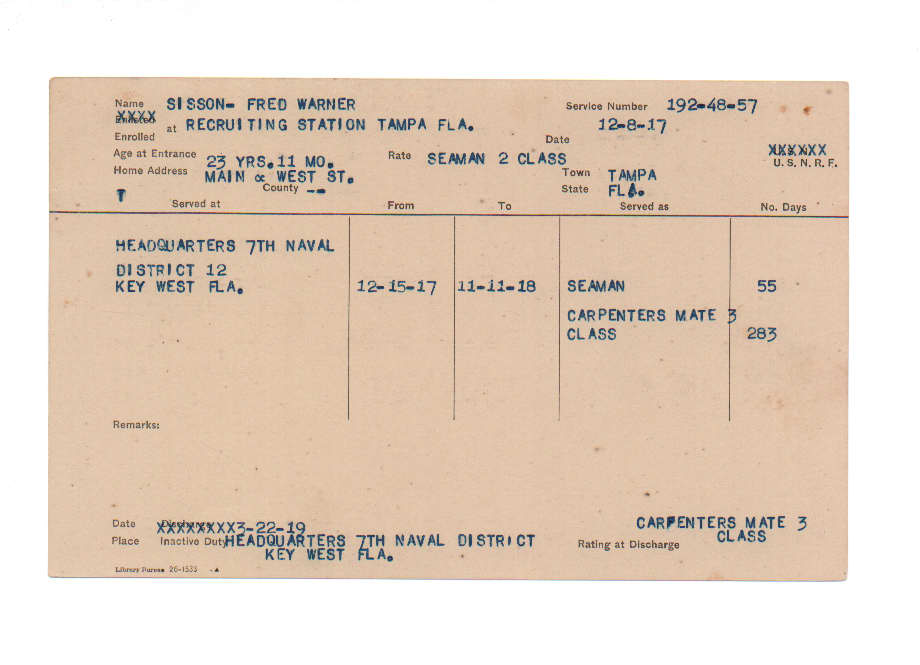 Name SISSON- FRED WARNER Service Number 192-48-57
Enrolled at RECRUITING STATION TAMPA FLA. Date 12-8-17
Age at Entrance 23 YRS. 11 MO. Rate SEAMAN 2 CLASS XXXXXX U. S. N. R. F.
Home Address MAIN & WEST ST. Town TAMPA
T County -- State FLA.
Served at From To Served as No. Days
HEADQUARTERS 7TH NAVAL
DISTRICT 12
KEY WEST FLA. 12-15-17 11-11-18 SEAMAN 55
CARPENTERS MATE 3
CLASS 283
Remarks:
Date XXXXXXXX3-22-19 CARPENTERS MATE 3
Place Inactive Duty HEADQUARTERS 7TH NAVAL DISTRICT Rating at Discharge CLASS
KEY WEST FLA.
Library Bureau 26-1533